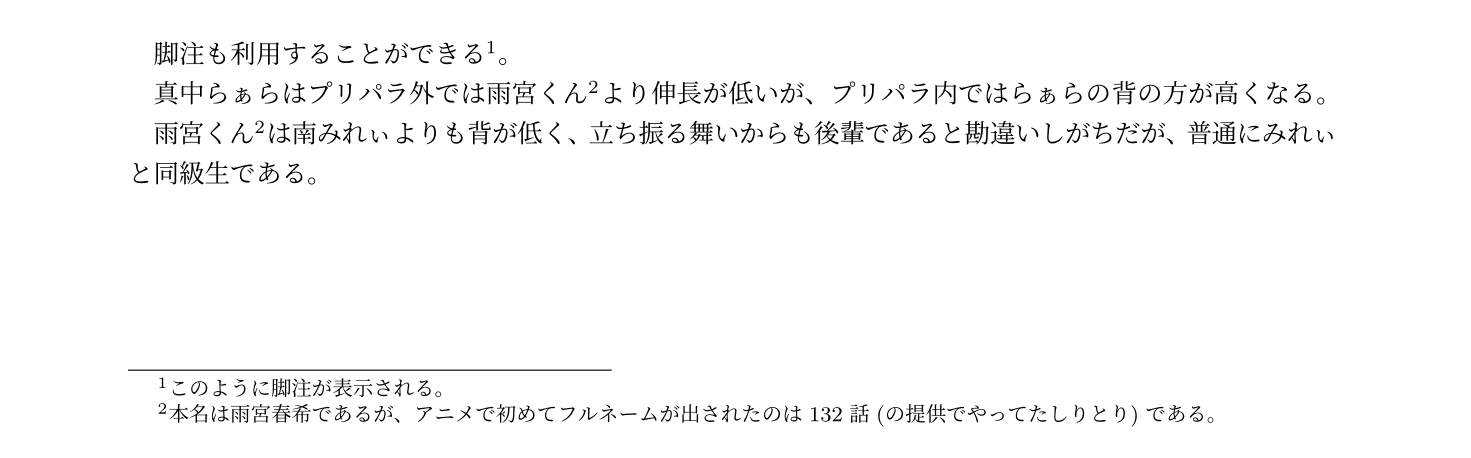 脚注も利用することができる¹。
真中らぁらはプリパラ外では雨宮くん²より伸長が低いが、プリパラ内ではらぁらの背の方が高くなる。
雨宮くん²は南みれぃよりも背が低く、立ち振る舞いからも後輩であると勘違いしがちだが、普通にみれぃ
と同級生である。
¹このように脚注が表示される。
²本名は雨宮春希であるが、アニメで初めてフルネームが出されたのは 132 話 (の提供でやってたしりとり) である。